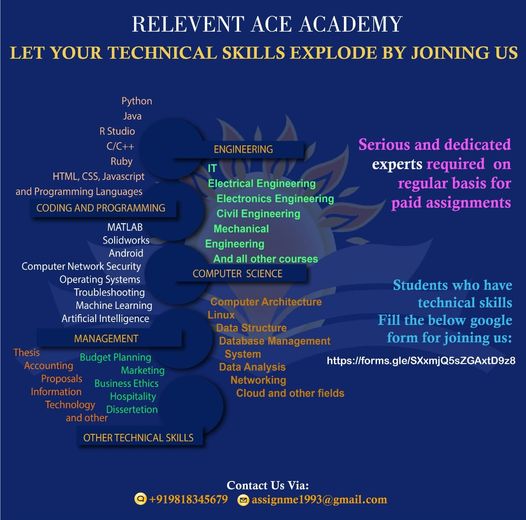 RELEVENT ACE ACADEMY
LET YOUR TECHNICAL SKILLS EXPLODE BY JOINING US
Python
Java
R Studio
C/C++
Ruby
HTML, CSS, Javascript
and Programming Languages
CODING AND PROGRAMMING
ENGINEERING
IT
Electrical Engineering
Electronics Engineering
Civil Engineering
Mechanical
Engineering
And all other courses
MATLAB
Solidworks
Android
Computer Network Security
Operating Systems
Troubleshooting
Machine Learning
Artificial Intelligence
COMPUTER SCIENCE
Computer Architecture
Linux
Data Structure
Database Management
System
Data Analysis
Networking
Cloud and other fields
MANAGEMENT
Thesis
Accounting
Proposals
Information
Technology
and other
Budget Planning
Marketing
Business Ethics
Hospitality
Dissertetion
OTHER TECHNICAL SKILLS
Serious and dedicated
experts required on
regular basis for
paid assignments
Students who have
technical skills
Fill the below google
form for joining us:
https://forms.gle/SXxmjQ5sZGAxtD9z8
Contact Us Via:
+919818345679 assignme1993@gmail.com